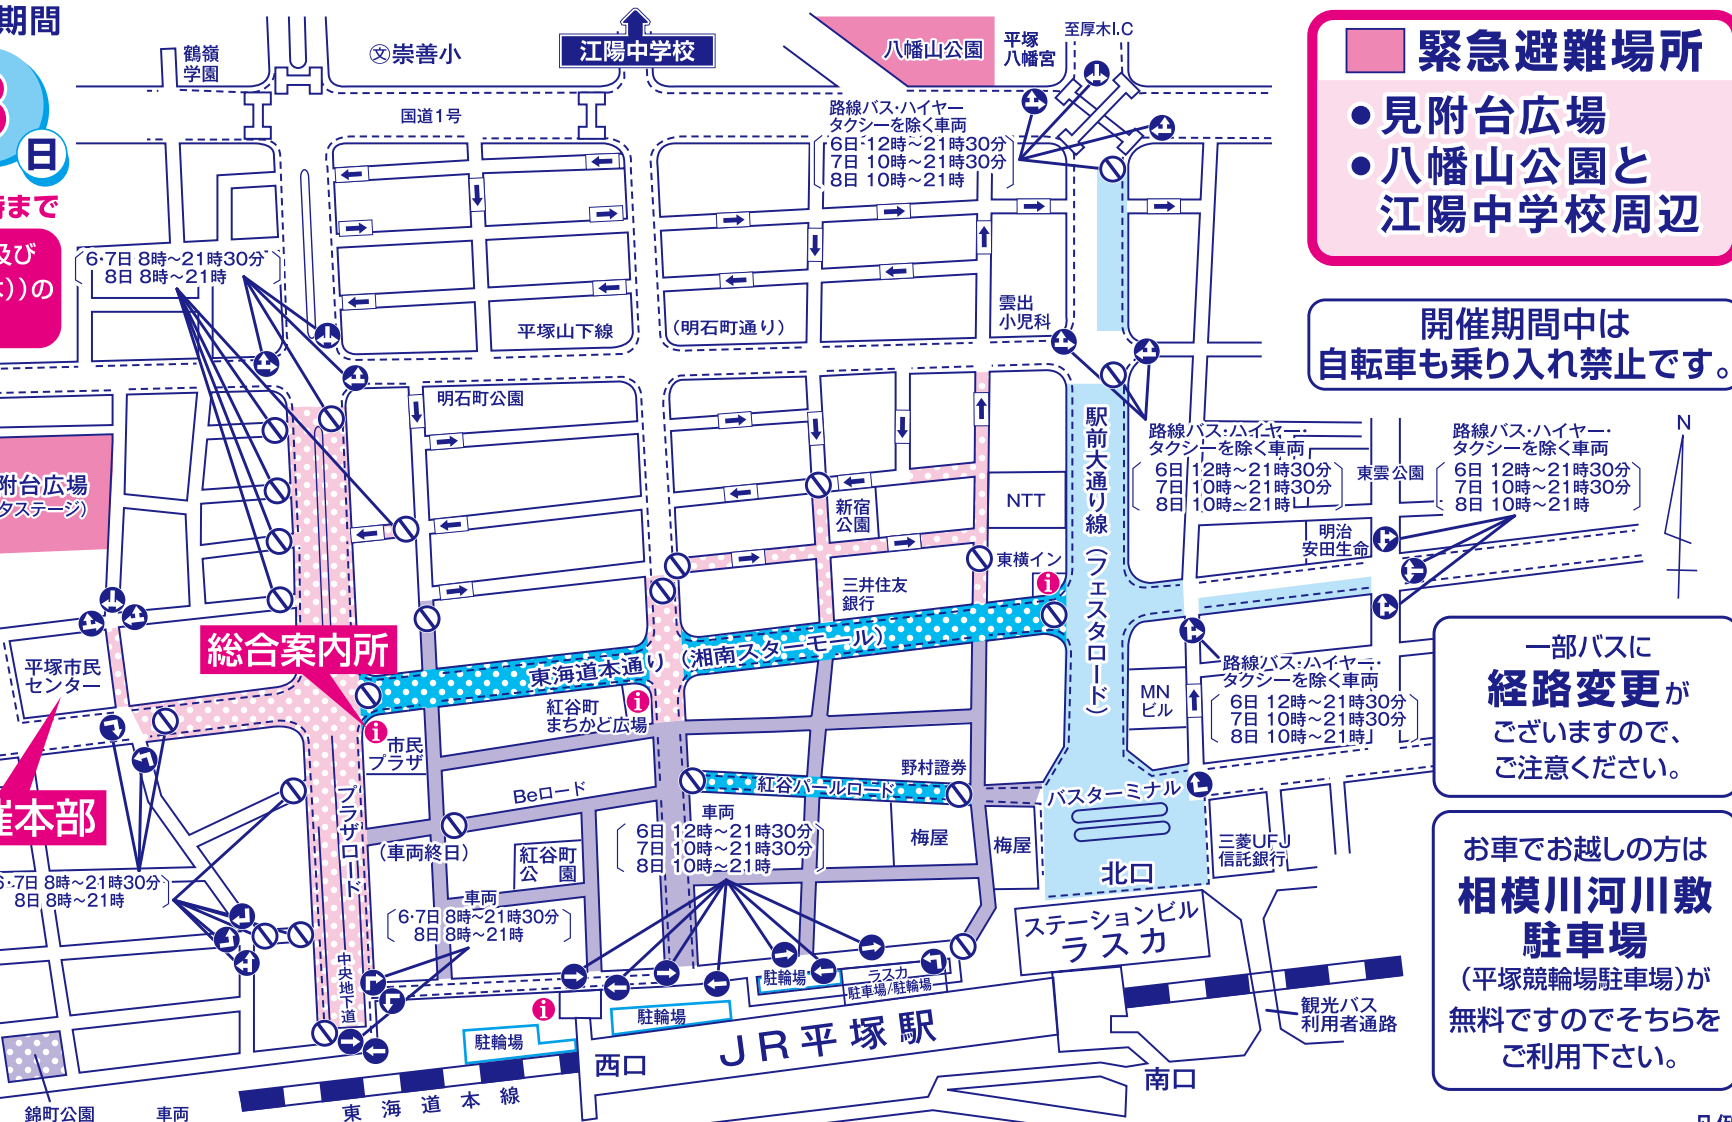 期間
日
時まで
及び
の
鶴嶺
学園
文崇善小
江陽中学校
八幡山公園
平塚
八幡宮
至厚木I.C
国道1号
路線バス・ハイヤー
タクシーを除く車両
6日 12時〜21時30分
7日 10時〜21時30分
8日 10時〜21時
緊急避難場所
●見附台広場
●八幡山公園と
江陽中学校周辺
6・7日 8時〜21時30分
8日 8時〜21時
平塚山下線
(明石町通り)
雲出
小児科
開催期間中は
自転車も乗り入れ禁止です。
明石町公園
附台広場
タステージ)
新宿
公園
NTT
駅前大通り線(フェスタロード)
路線バス・ハイヤー・
タクシーを除く車両
6日 12時〜21時30分
7日 10時〜21時30分
8日 10時〜21時
東雲公園
路線バス・ハイヤー・
タクシーを除く車両
6日 12時〜21時30分
7日 10時〜21時30分
8日 10時〜21時
N
明治
安田生命
東横イン
三井住友
銀行
i
総合案内所
平塚市民
センター
東海道本通り(湘南スターモール)
紅谷町
まちかど広場
i
i
市民
プラザ
MN
ビル
路線バス・ハイヤー・
タクシーを除く車両
6日 12時〜21時30分
7日 10時〜21時30分
8日 10時〜21時
一部バスに
経路変更が
ございますので、
ご注意ください。
催本部
プラザロード
Beロード
(車両終日)
紅谷パールロード
野村證券
バスターミナル
車両
6日 12時〜21時30分
7日 10時〜21時30分
8日 10時〜21時
紅谷町
公園
梅屋
梅屋
三菱UFJ
信託銀行
北口
6・7日 8時〜21時30分
8日 8時〜21時
車両
6・7日 8時〜21時30分
8日 8時〜21時
お車でお越しの方は
相模川河川敷
駐車場
(平塚競輪場駐車場)が
無料ですのでそちらを
ご利用下さい。
ステーションビル
ラスカ
中央地下道
駐輪場
ラスカ
駐車場/駐輪場
i
駐輪場
駐輪場
JR平塚駅
西口
南口
観光バス
利用者通路
東海道本線
錦町公園
車両